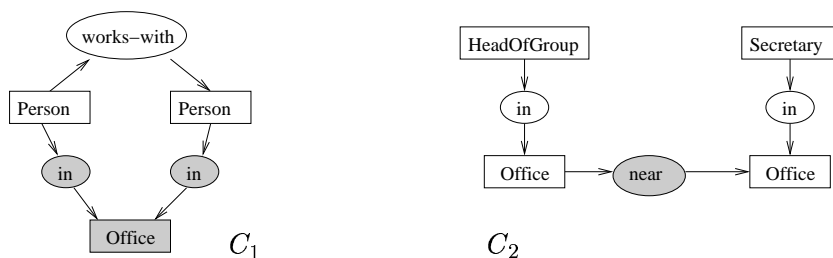 works–with
Person
Person
in
in
Office
C1
HeadOfGroup
Secretary
in
in
Office
near
Office
C2